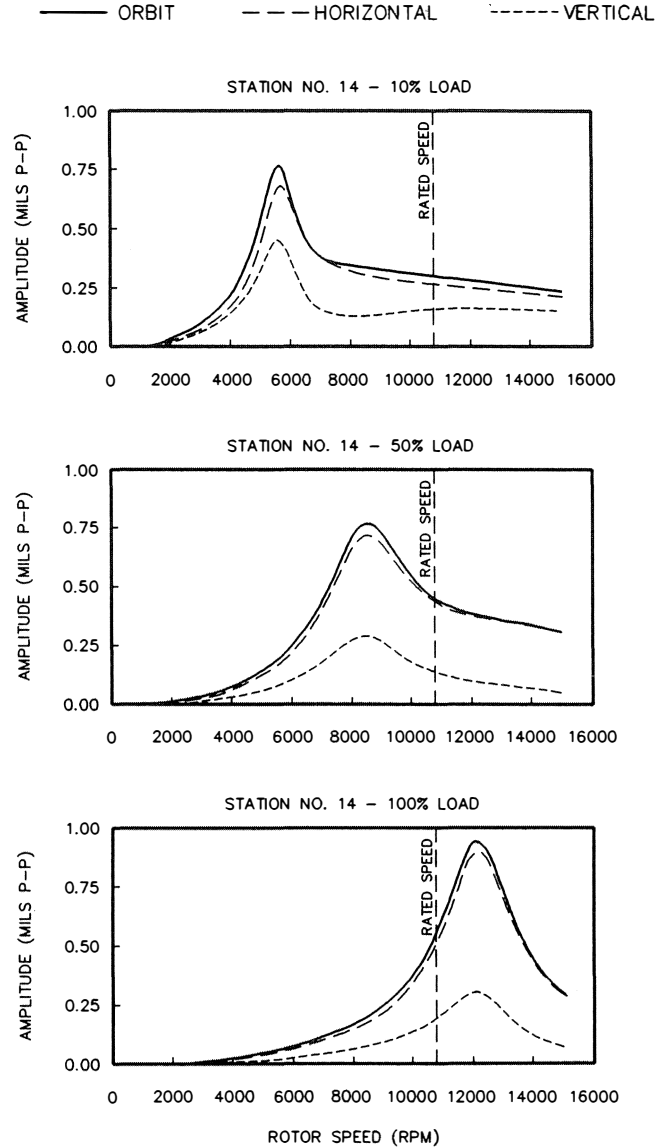 ORBIT HORIZONTAL VERTICAL
STATION NO. 14 - 10% LOAD
AMPLITUDE (MILS P-P)
1.00
0.75
0.50
0.25
0.00
RATED SPEED
0 2000 4000 6000 8000 10000 12000 14000 16000
STATION NO. 14 - 50% LOAD
AMPLITUDE (MILS P-P)
1.00
0.75
0.50
0.25
0.00
RATED SPEED
0 2000 4000 6000 8000 10000 12000 14000 16000
STATION NO. 14 - 100% LOAD
AMPLITUDE (MILS P-P)
1.00
0.75
0.50
0.25
0.00
RATED SPEED
0 2000 4000 6000 8000 10000 12000 14000 16000
ROTOR SPEED (RPM)